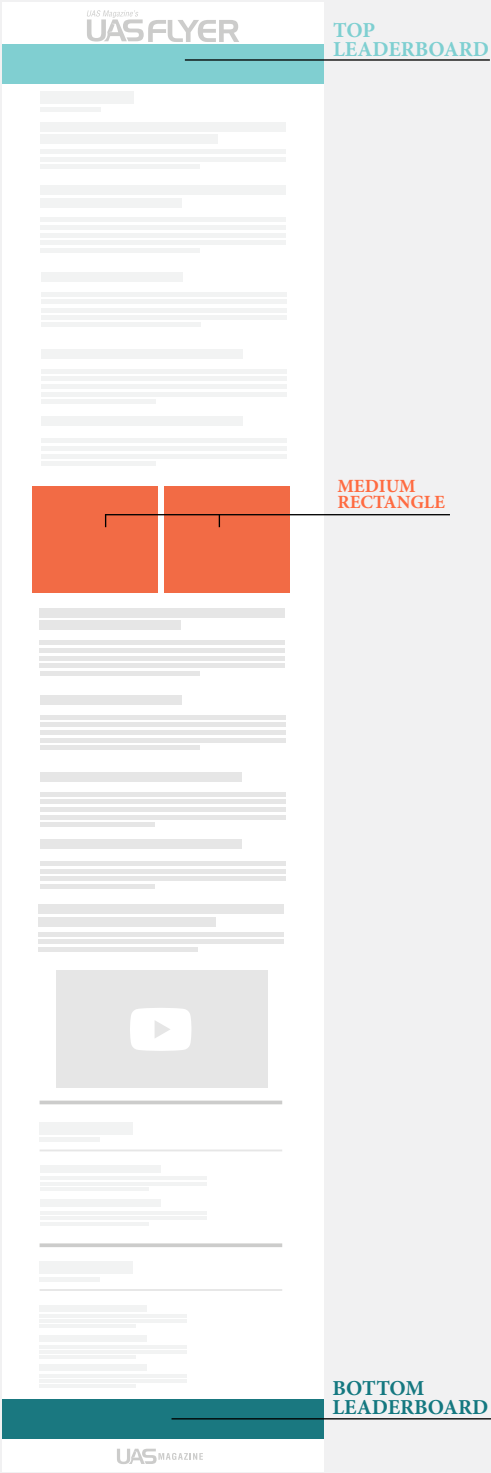 UAS Magazine's
UAS FLYER
TOP
LEADERBOARD
MEDIUM
RECTANGLE
BOTTOM
LEADERBOARD
UAS MAGAZINE